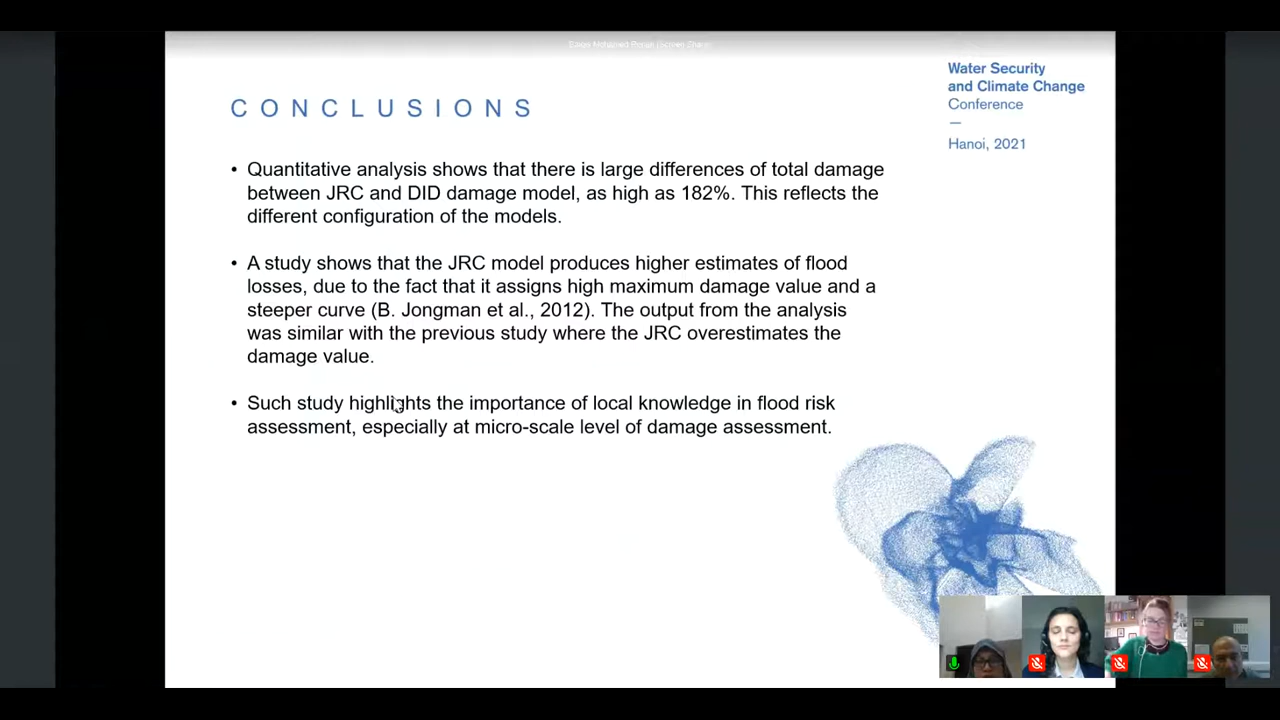 Water Security
and Climate Change
Conference
—
Hanoi, 2021
CONCLUSIONS
• Quantitative analysis shows that there is large differences of total damage
between JRC and DID damage model, as high as 182%. This reflects the
different configuration of the models.
• A study shows that the JRC model produces higher estimates of flood
losses, due to the fact that it assigns high maximum damage value and a
steeper curve (B. Jongman et al., 2012). The output from the analysis
was similar with the previous study where the JRC overestimates the
damage value.
• Such study highlights the importance of local knowledge in flood risk
assessment, especially at micro-scale level of damage assessment.